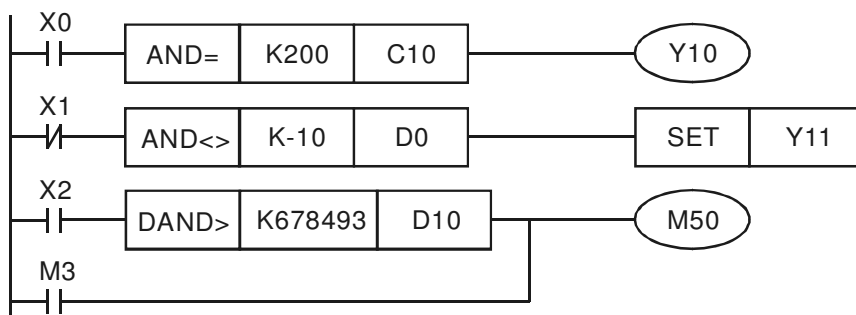 X0
AND= K200 C10 Y10
X1
AND<> K-10 D0 SET Y11
X2
DAND> K678493 D10 M50
M3